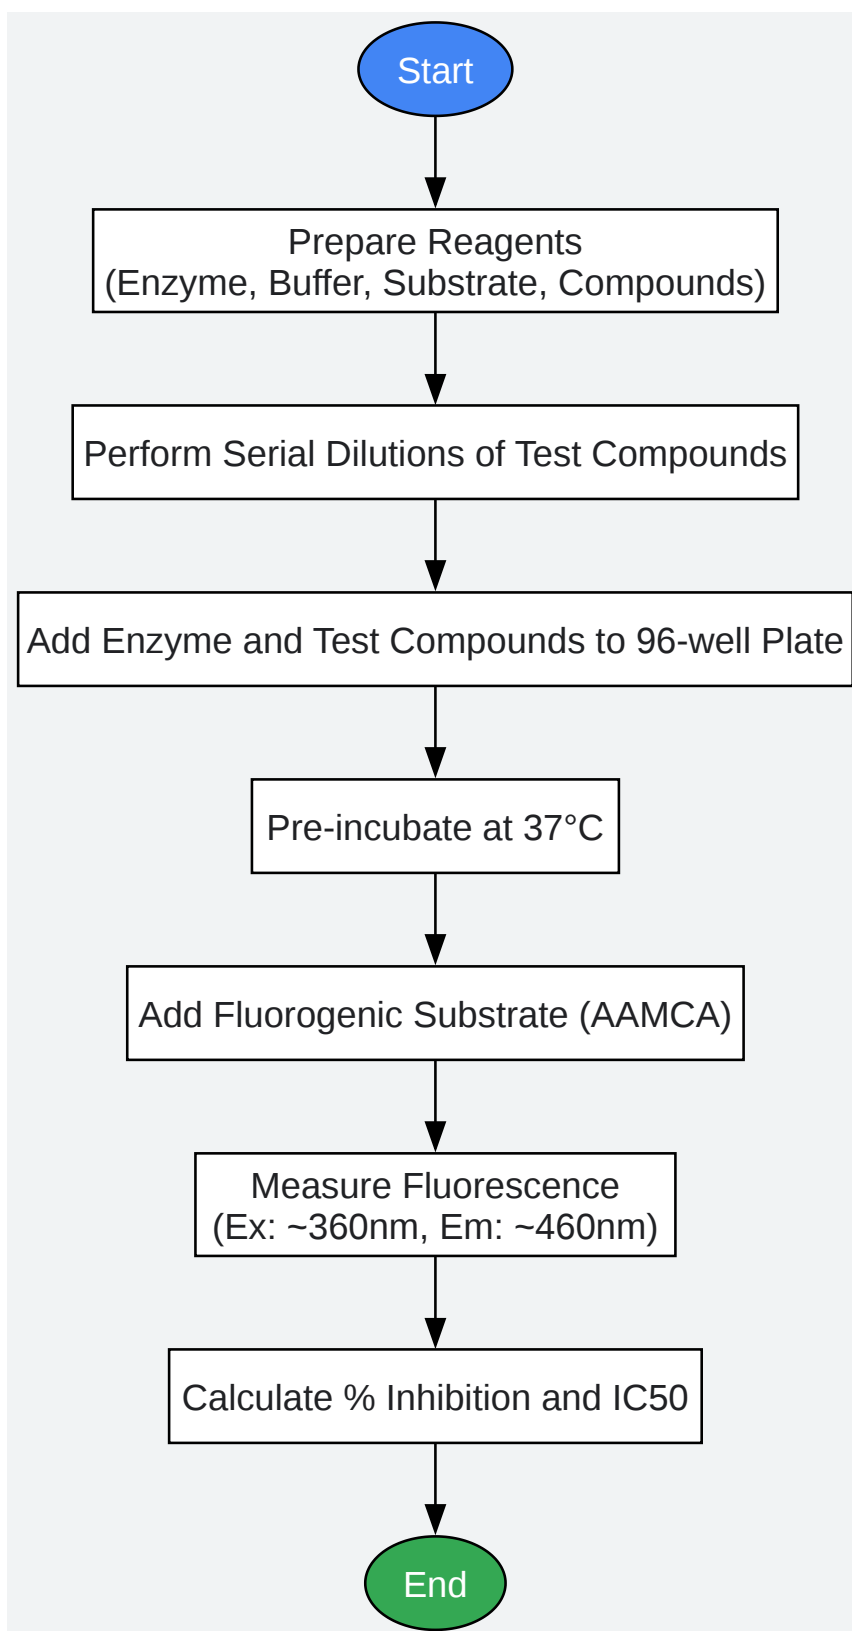 Start
Prepare Reagents
(Enzyme, Buffer, Substrate, Compounds)
Perform Serial Dilutions of Test Compounds
Add Enzyme and Test Compounds to 96-well Plate
Pre-incubate at 37°C
Add Fluorogenic Substrate (AAMCA)
Measure Fluorescence
(Ex: ~360nm, Em: ~460nm)
Calculate % Inhibition and IC50
End